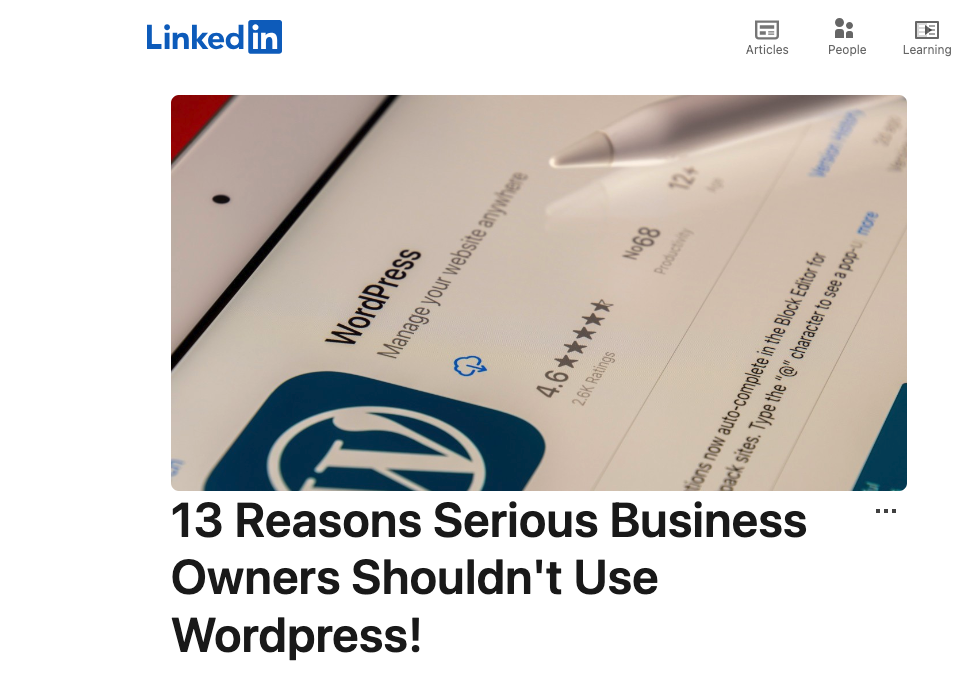 Linked in
Articles
People
Learning
WordPress
Manage your website anywhere
4.6★★★★★
2.6K Ratings
No68
Productivity
12+
Age
Version History
more
tions now auto-complete in the Block Editor for
pack sites. Type the "@" character to see a pop-u
13 Reasons Serious Business
Owners Shouldn't Use
Wordpress!